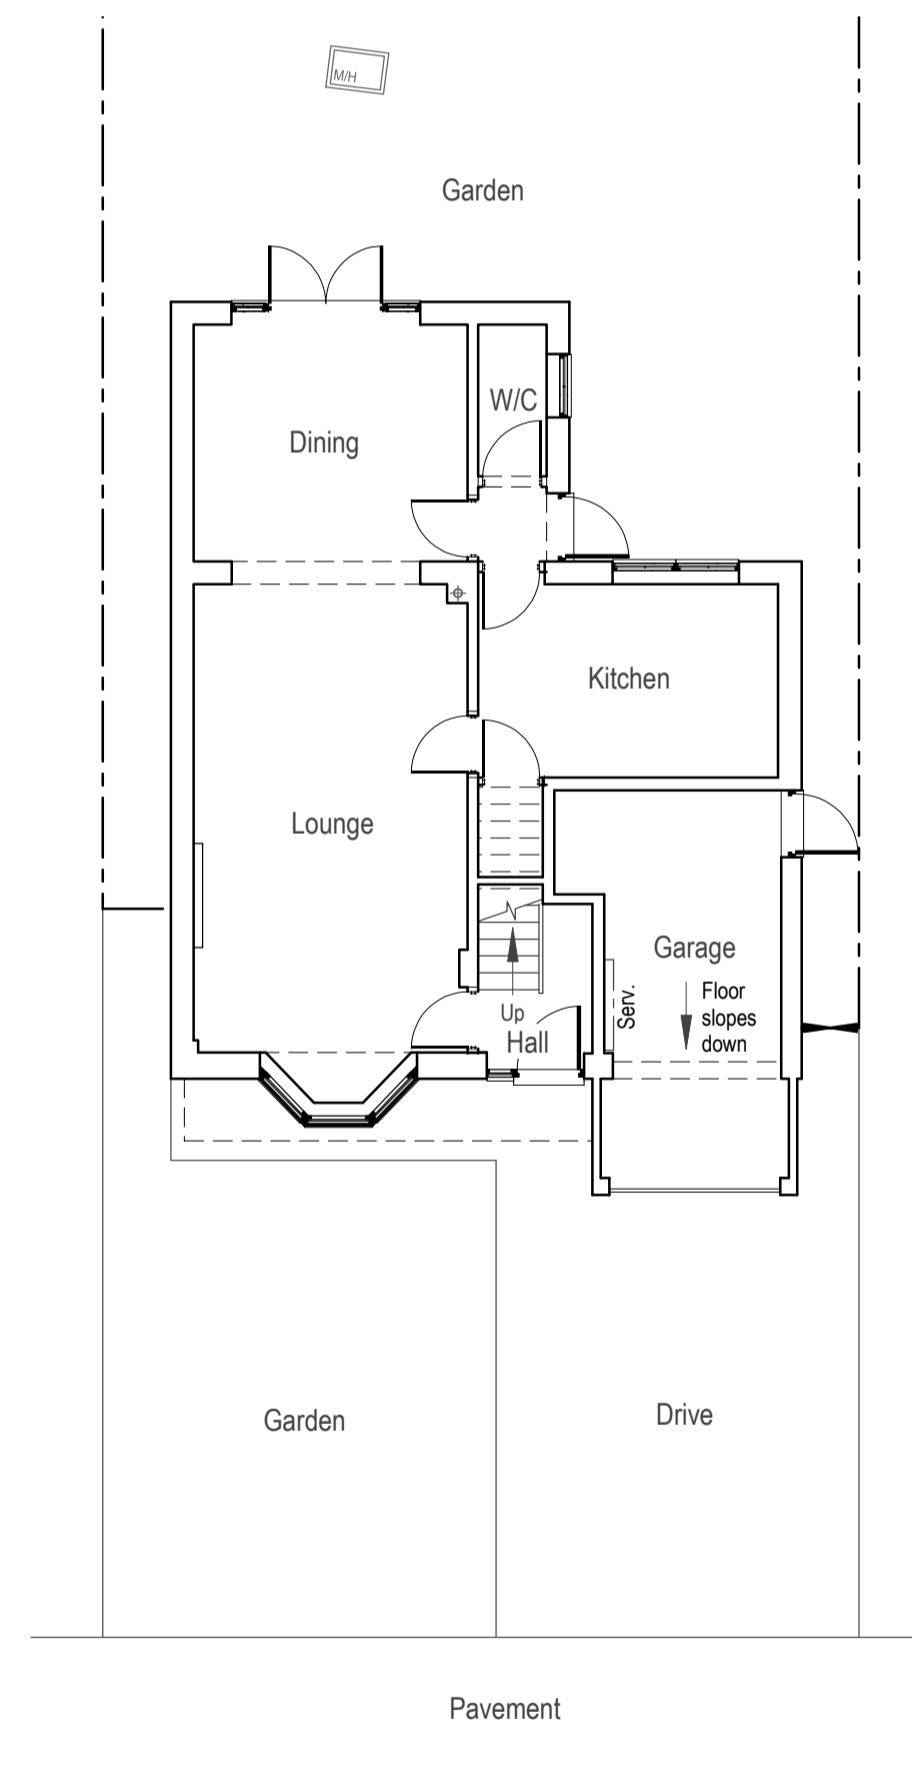 M/H
Garden
W/C
Dining
Kitchen
Lounge
Garage
Floor
slopes
down
Serv.
Up
Hall
Garden
Drive
Pavement